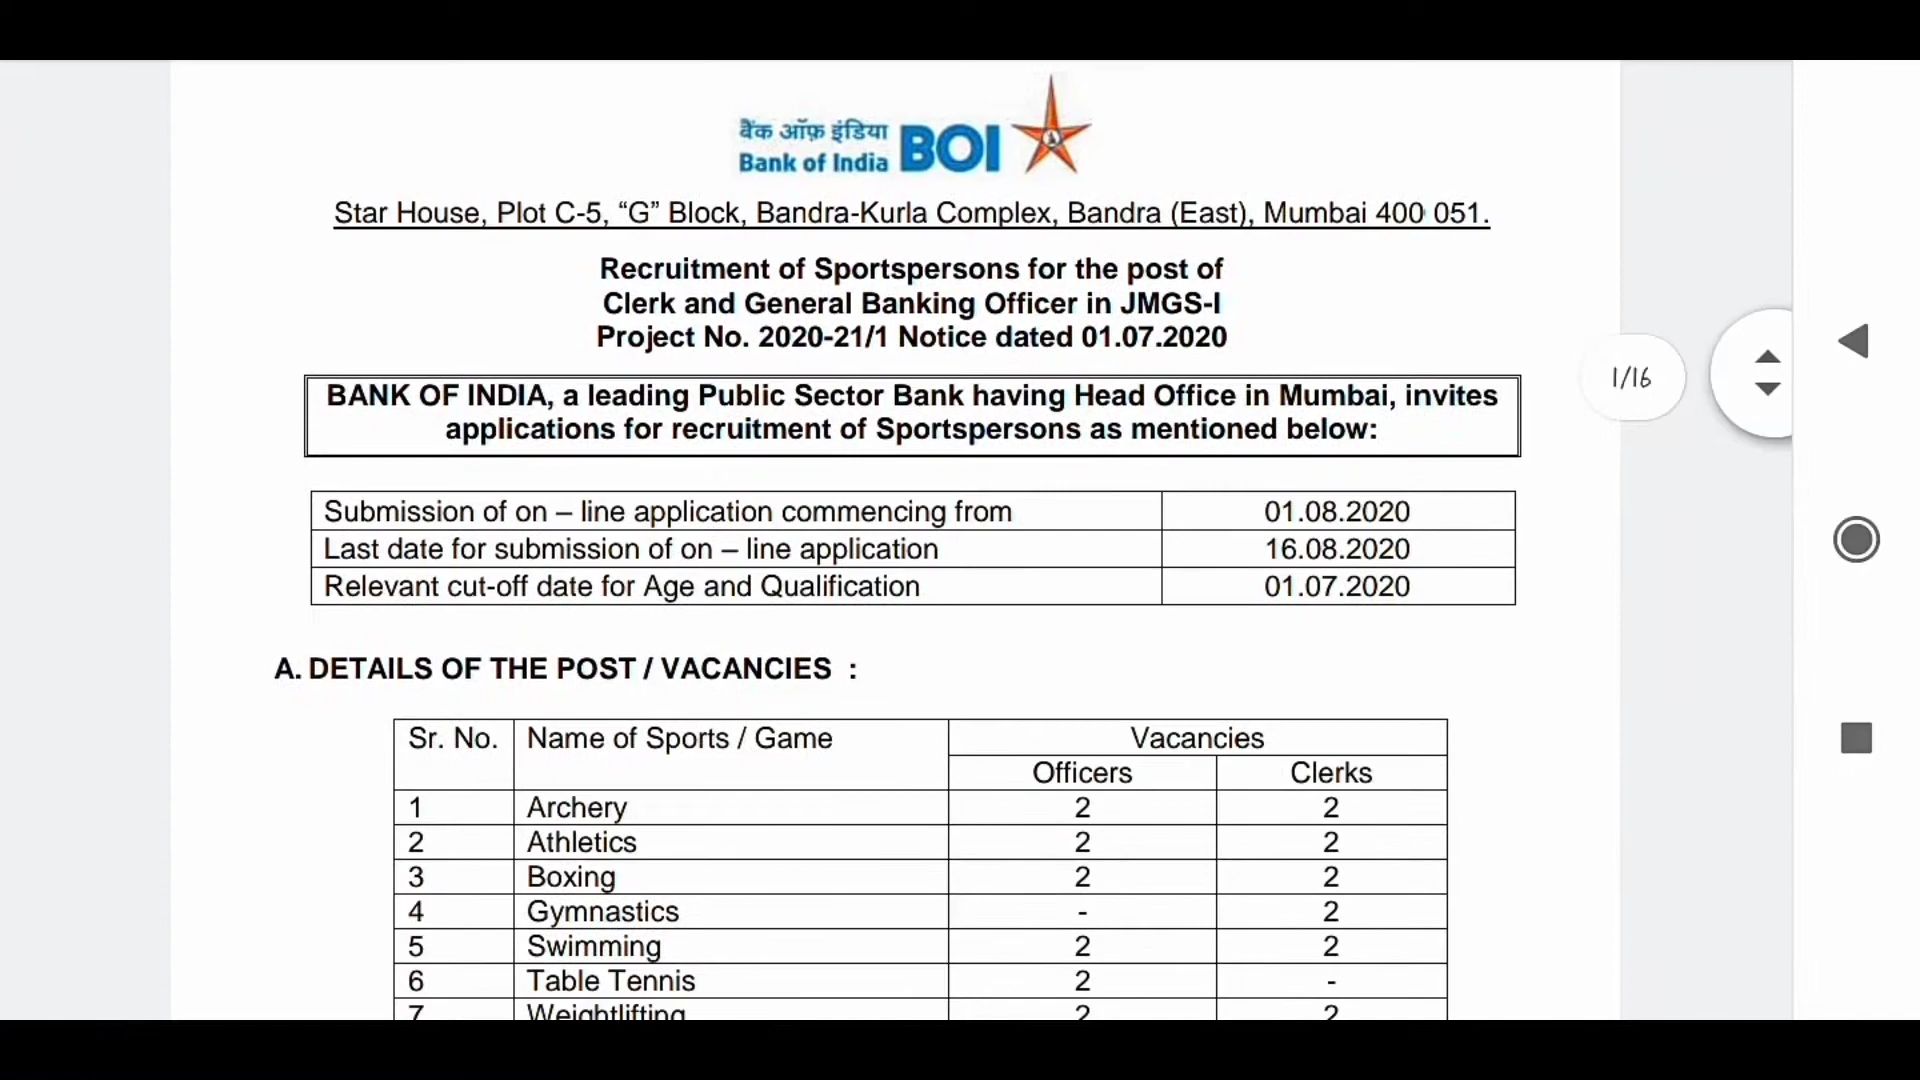 बैंक ऑफ़ इंडिया
Bank of India BOI
Star House, Plot C-5, “G” Block, Bandra-Kurla Complex, Bandra (East), Mumbai 400 051.
Recruitment of Sportspersons for the post of
Clerk and General Banking Officer in JMGS-I
Project No. 2020-21/1 Notice dated 01.07.2020
BANK OF INDIA, a leading Public Sector Bank having Head Office in Mumbai, invites
applications for recruitment of Sportspersons as mentioned below:
1/16
Submission of on – line application commencing from 01.08.2020
Last date for submission of on – line application 16.08.2020
Relevant cut-off date for Age and Qualification 01.07.2020
A. DETAILS OF THE POST / VACANCIES :
Sr. No. Name of Sports / Game Vacancies
Officers Clerks
1 Archery 2 2
2 Athletics 2 2
3 Boxing 2 2
4 Gymnastics - 2
5 Swimming 2 2
6 Table Tennis 2 -
7 Weightlifting 2 2